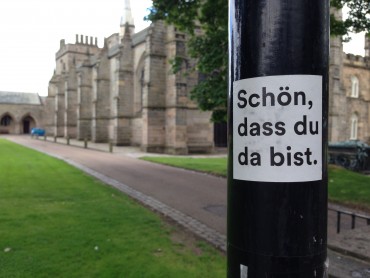 Schön,
dass du
da bist.